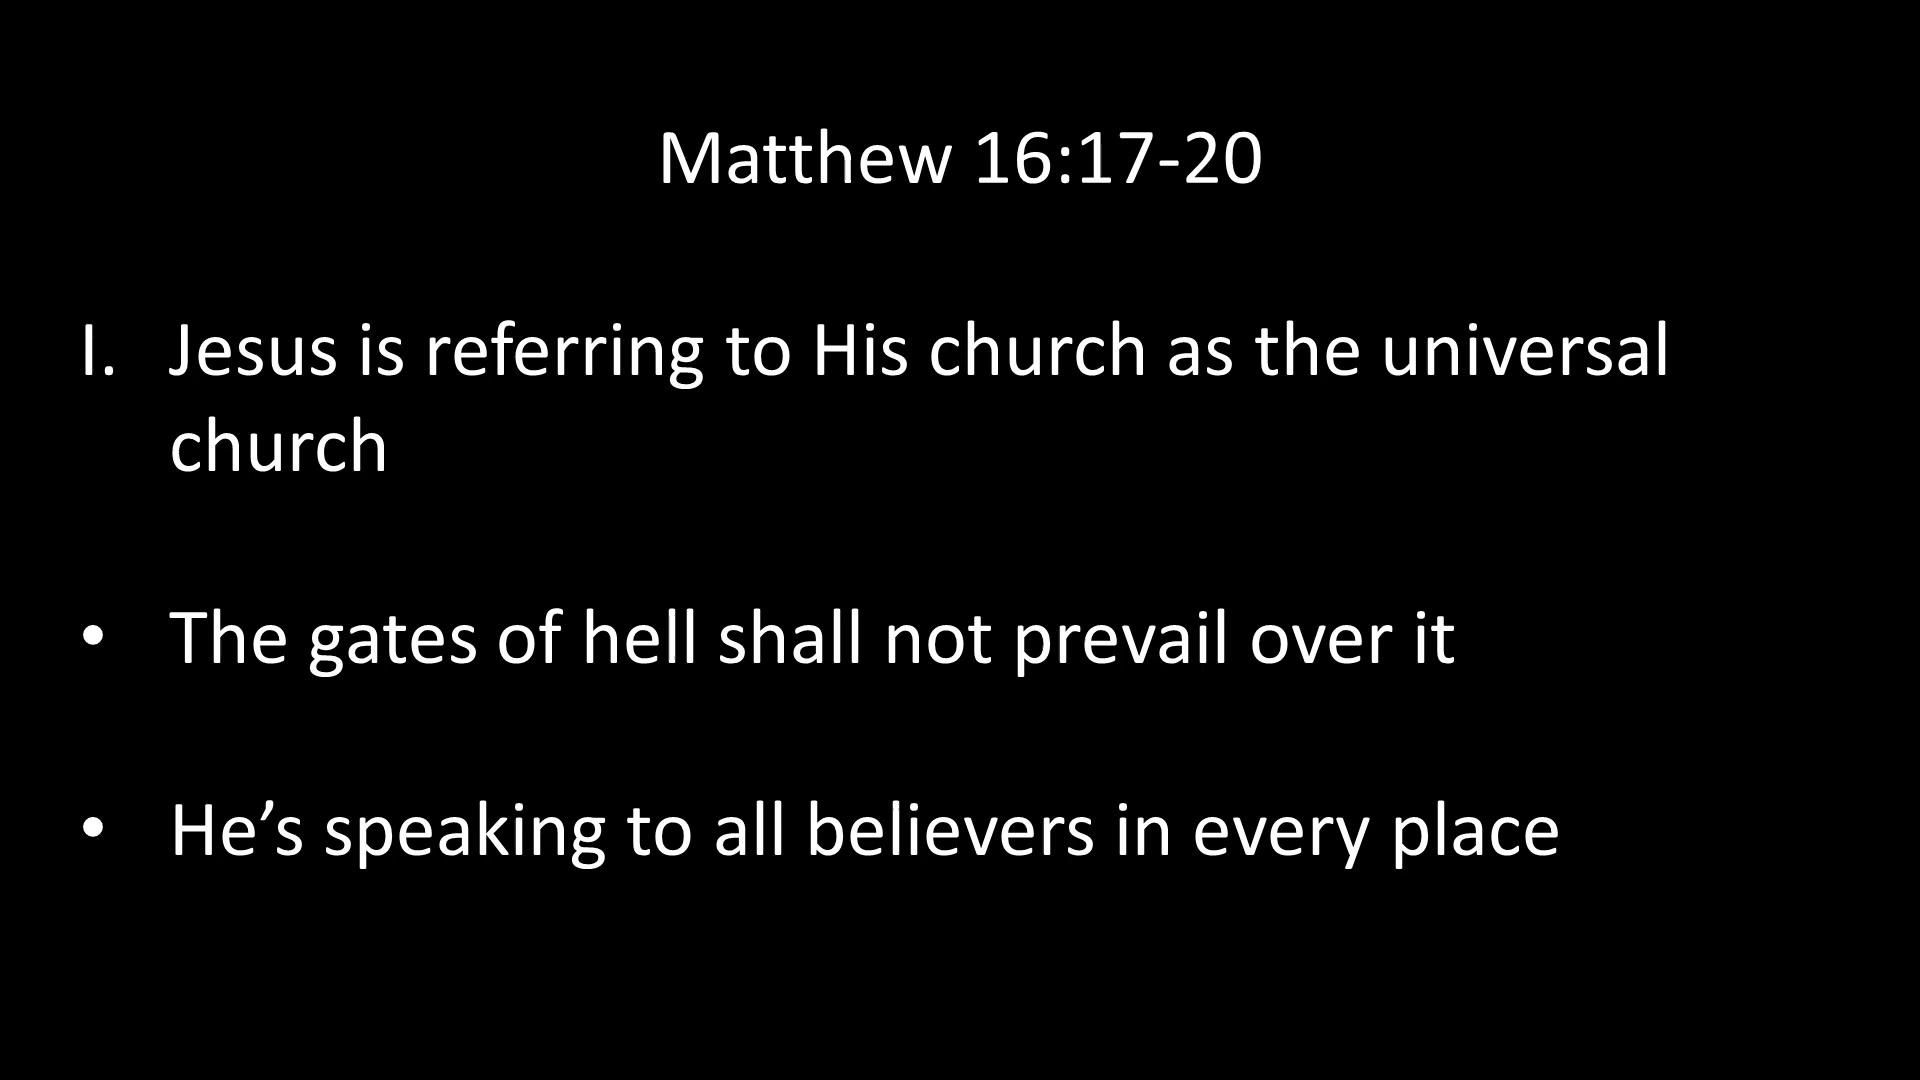 Matthew 16:17-20
I. Jesus is referring to His church as the universal
church
• The gates of hell shall not prevail over it
• He’s speaking to all believers in every place